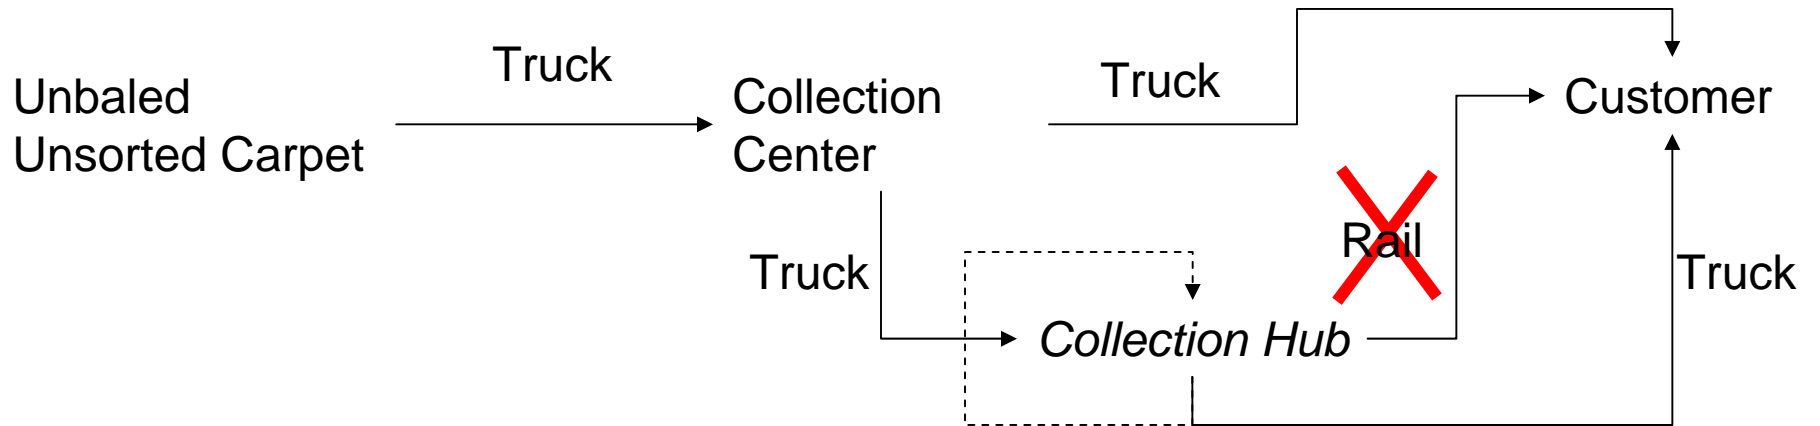 Unbaled
Unsorted Carpet
Truck
Collection
Center
Truck
Customer
Truck
Rail
Truck
Collection Hub